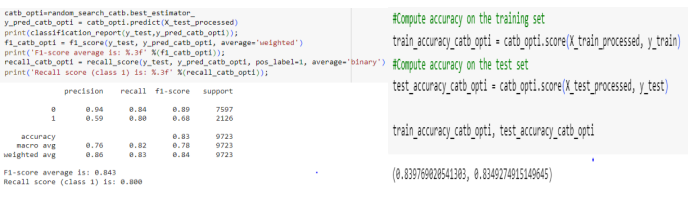 catb_opti=random_search_catb.best_estimator_
y_pred_catb_opti = catb_opti.predict(X_test_processed)
print(classification_report(y_test,y_pred_catb_opti));
f1_catb_opti = f1_score(y_test, y_pred_catb_opti, average='weighted')
print('F1-score average is: %.3f' %(f1_catb_opti));
recall_catb_opti = recall_score(y_test, y_pred_catb_opti, pos_label=1, average='binary')
print('Recall score (class 1) is: %.3f' %(recall_catb_opti));
precision recall f1-score support
0 0.94 0.84 0.89 7597
1 0.59 0.80 0.68 2126
accuracy 0.83 9723
macro avg 0.76 0.82 0.78 9723
weighted avg 0.86 0.83 0.84 9723
F1-score average is: 0.843
Recall score (class 1) is: 0.800
#Compute accuracy on the training set
train_accuracy_catb_opti = catb_opti.score(X_train_processed, y_train)
#Compute accuracy on the test set
test_accuracy_catb_opti = catb_opti.score(X_test_processed, y_test)
train_accuracy_catb_opti, test_accuracy_catb_opti
(0.839769020541303, 0.8349274915149645)